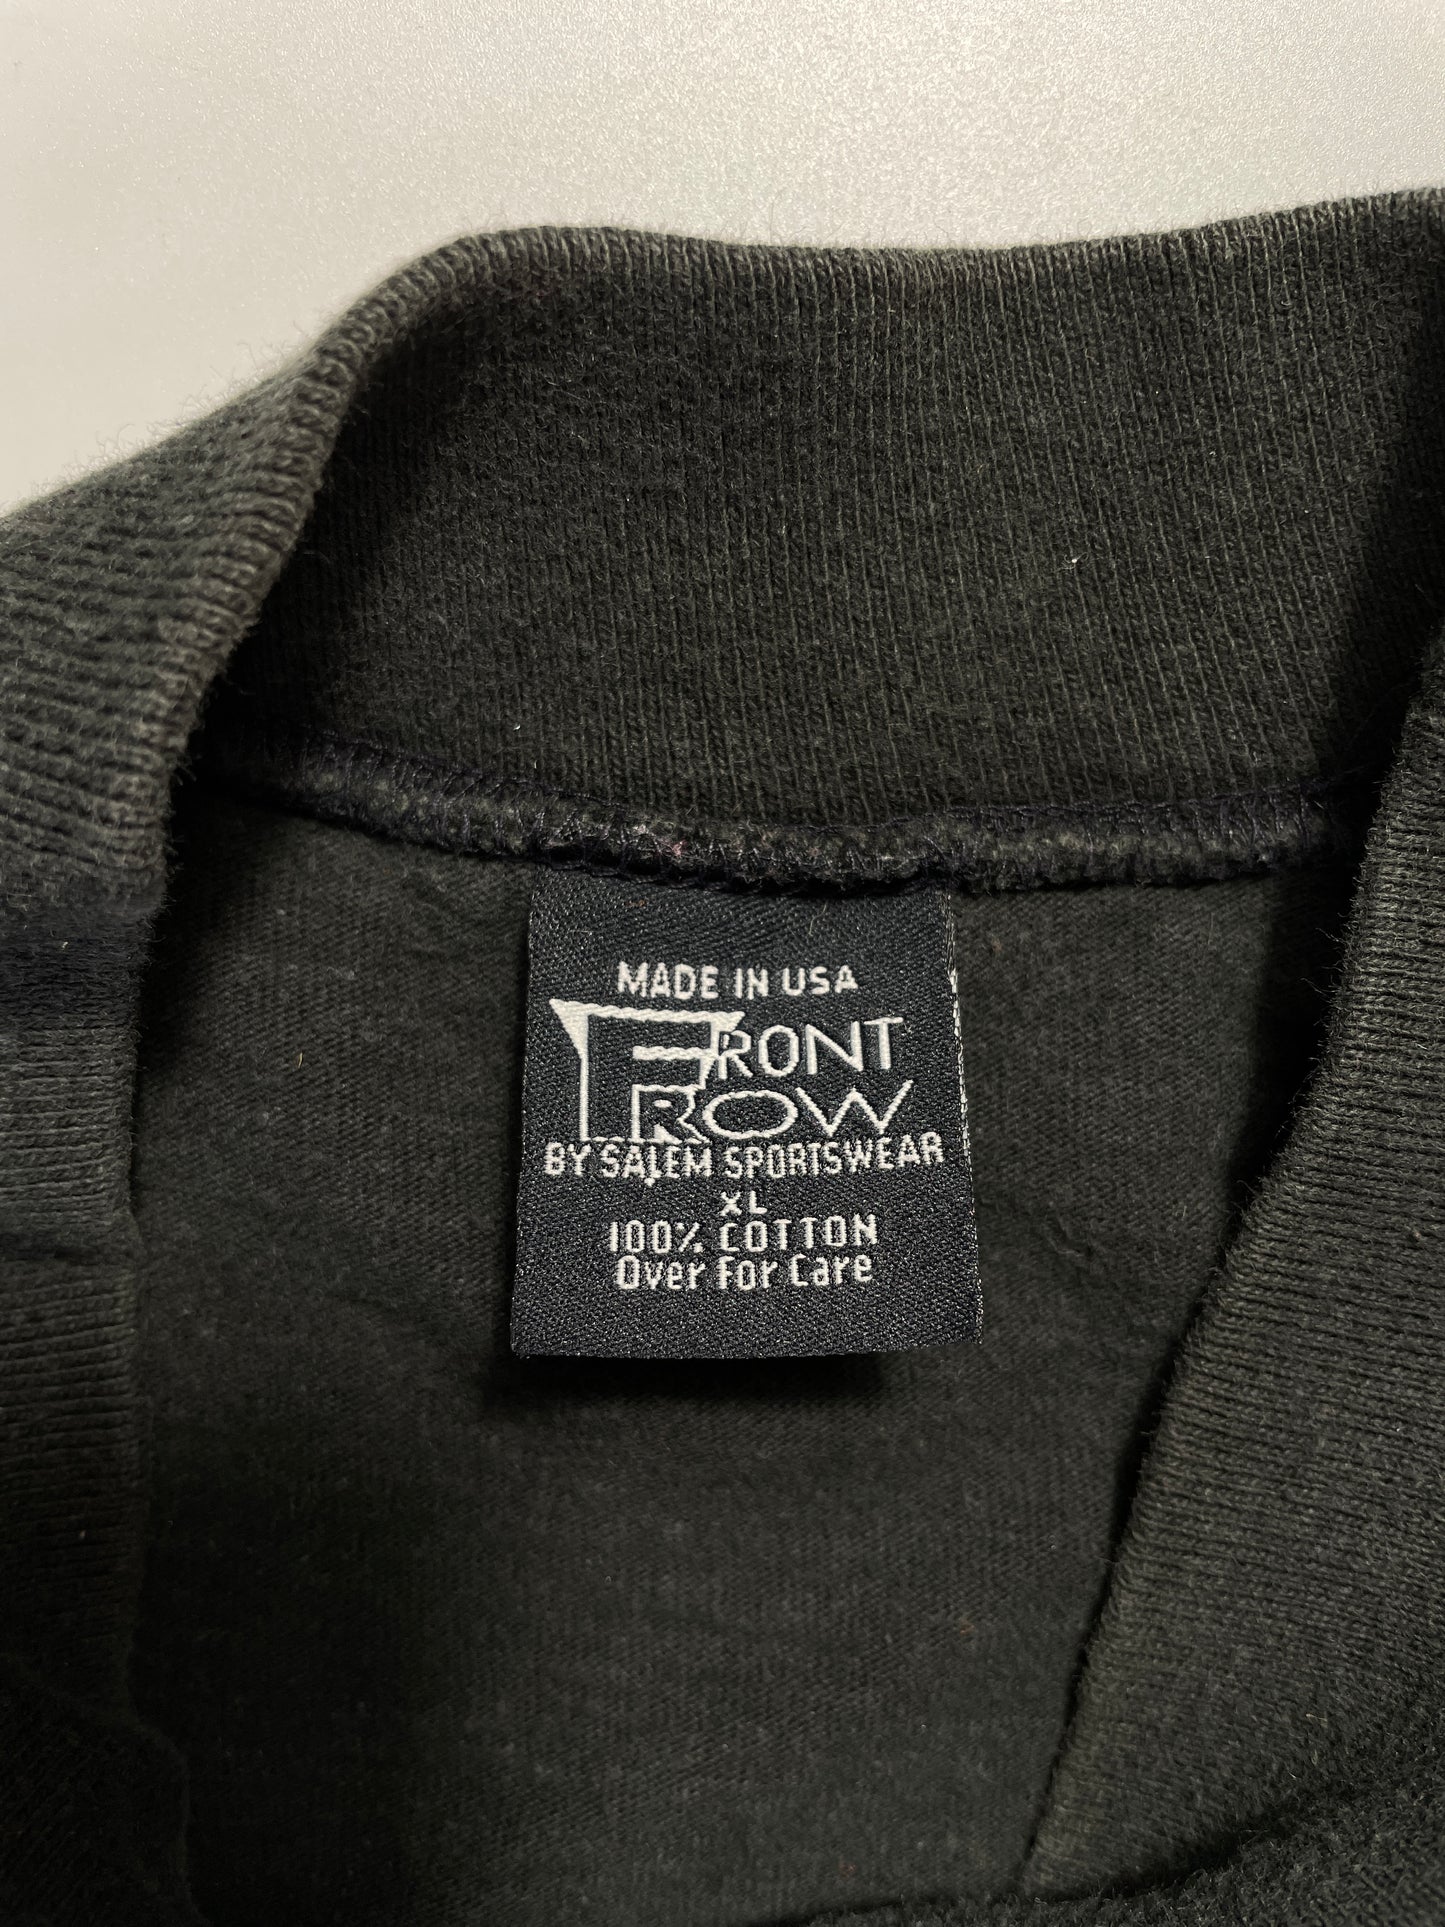 MADE IN USA
FRONT
ROW
BY SALEM SPORTSWEAR
XL
100% COTTON
Over For Care